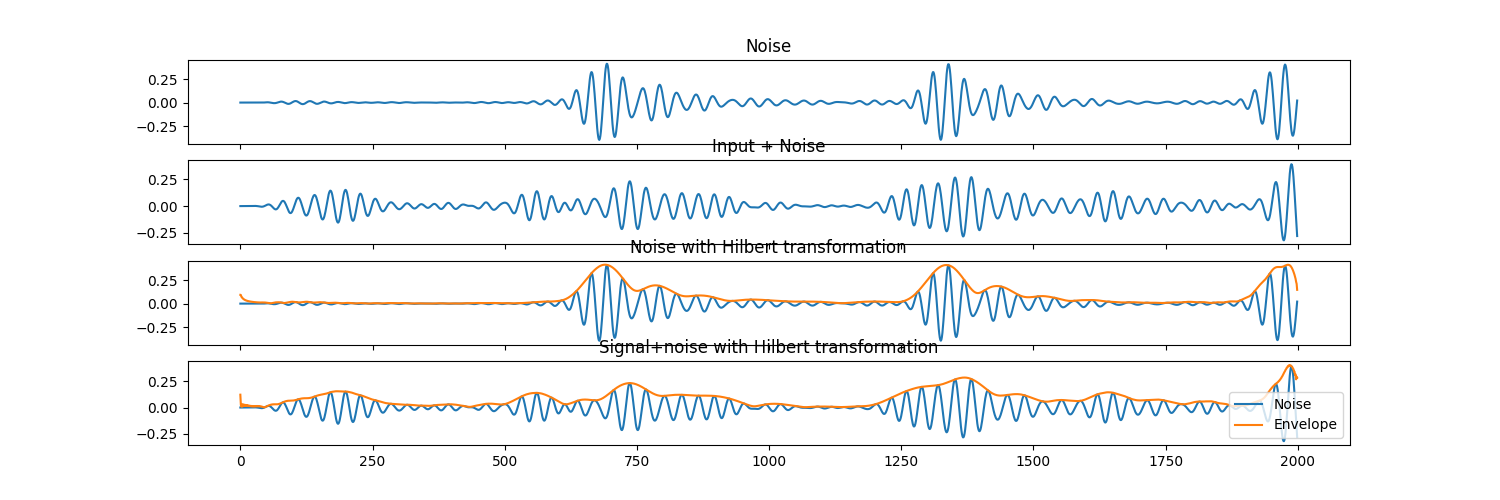 Noise
0.25
0.00
−0.25
Input + Noise
0.25
0.00
−0.25
Noise with Hilbert transformation
0.25
0.00
−0.25
Signal+noise with Hilbert transformation
0.25
0.00
−0.25
Noise
Envelope
0 250 500 750 1000 1250 1500 1750 2000